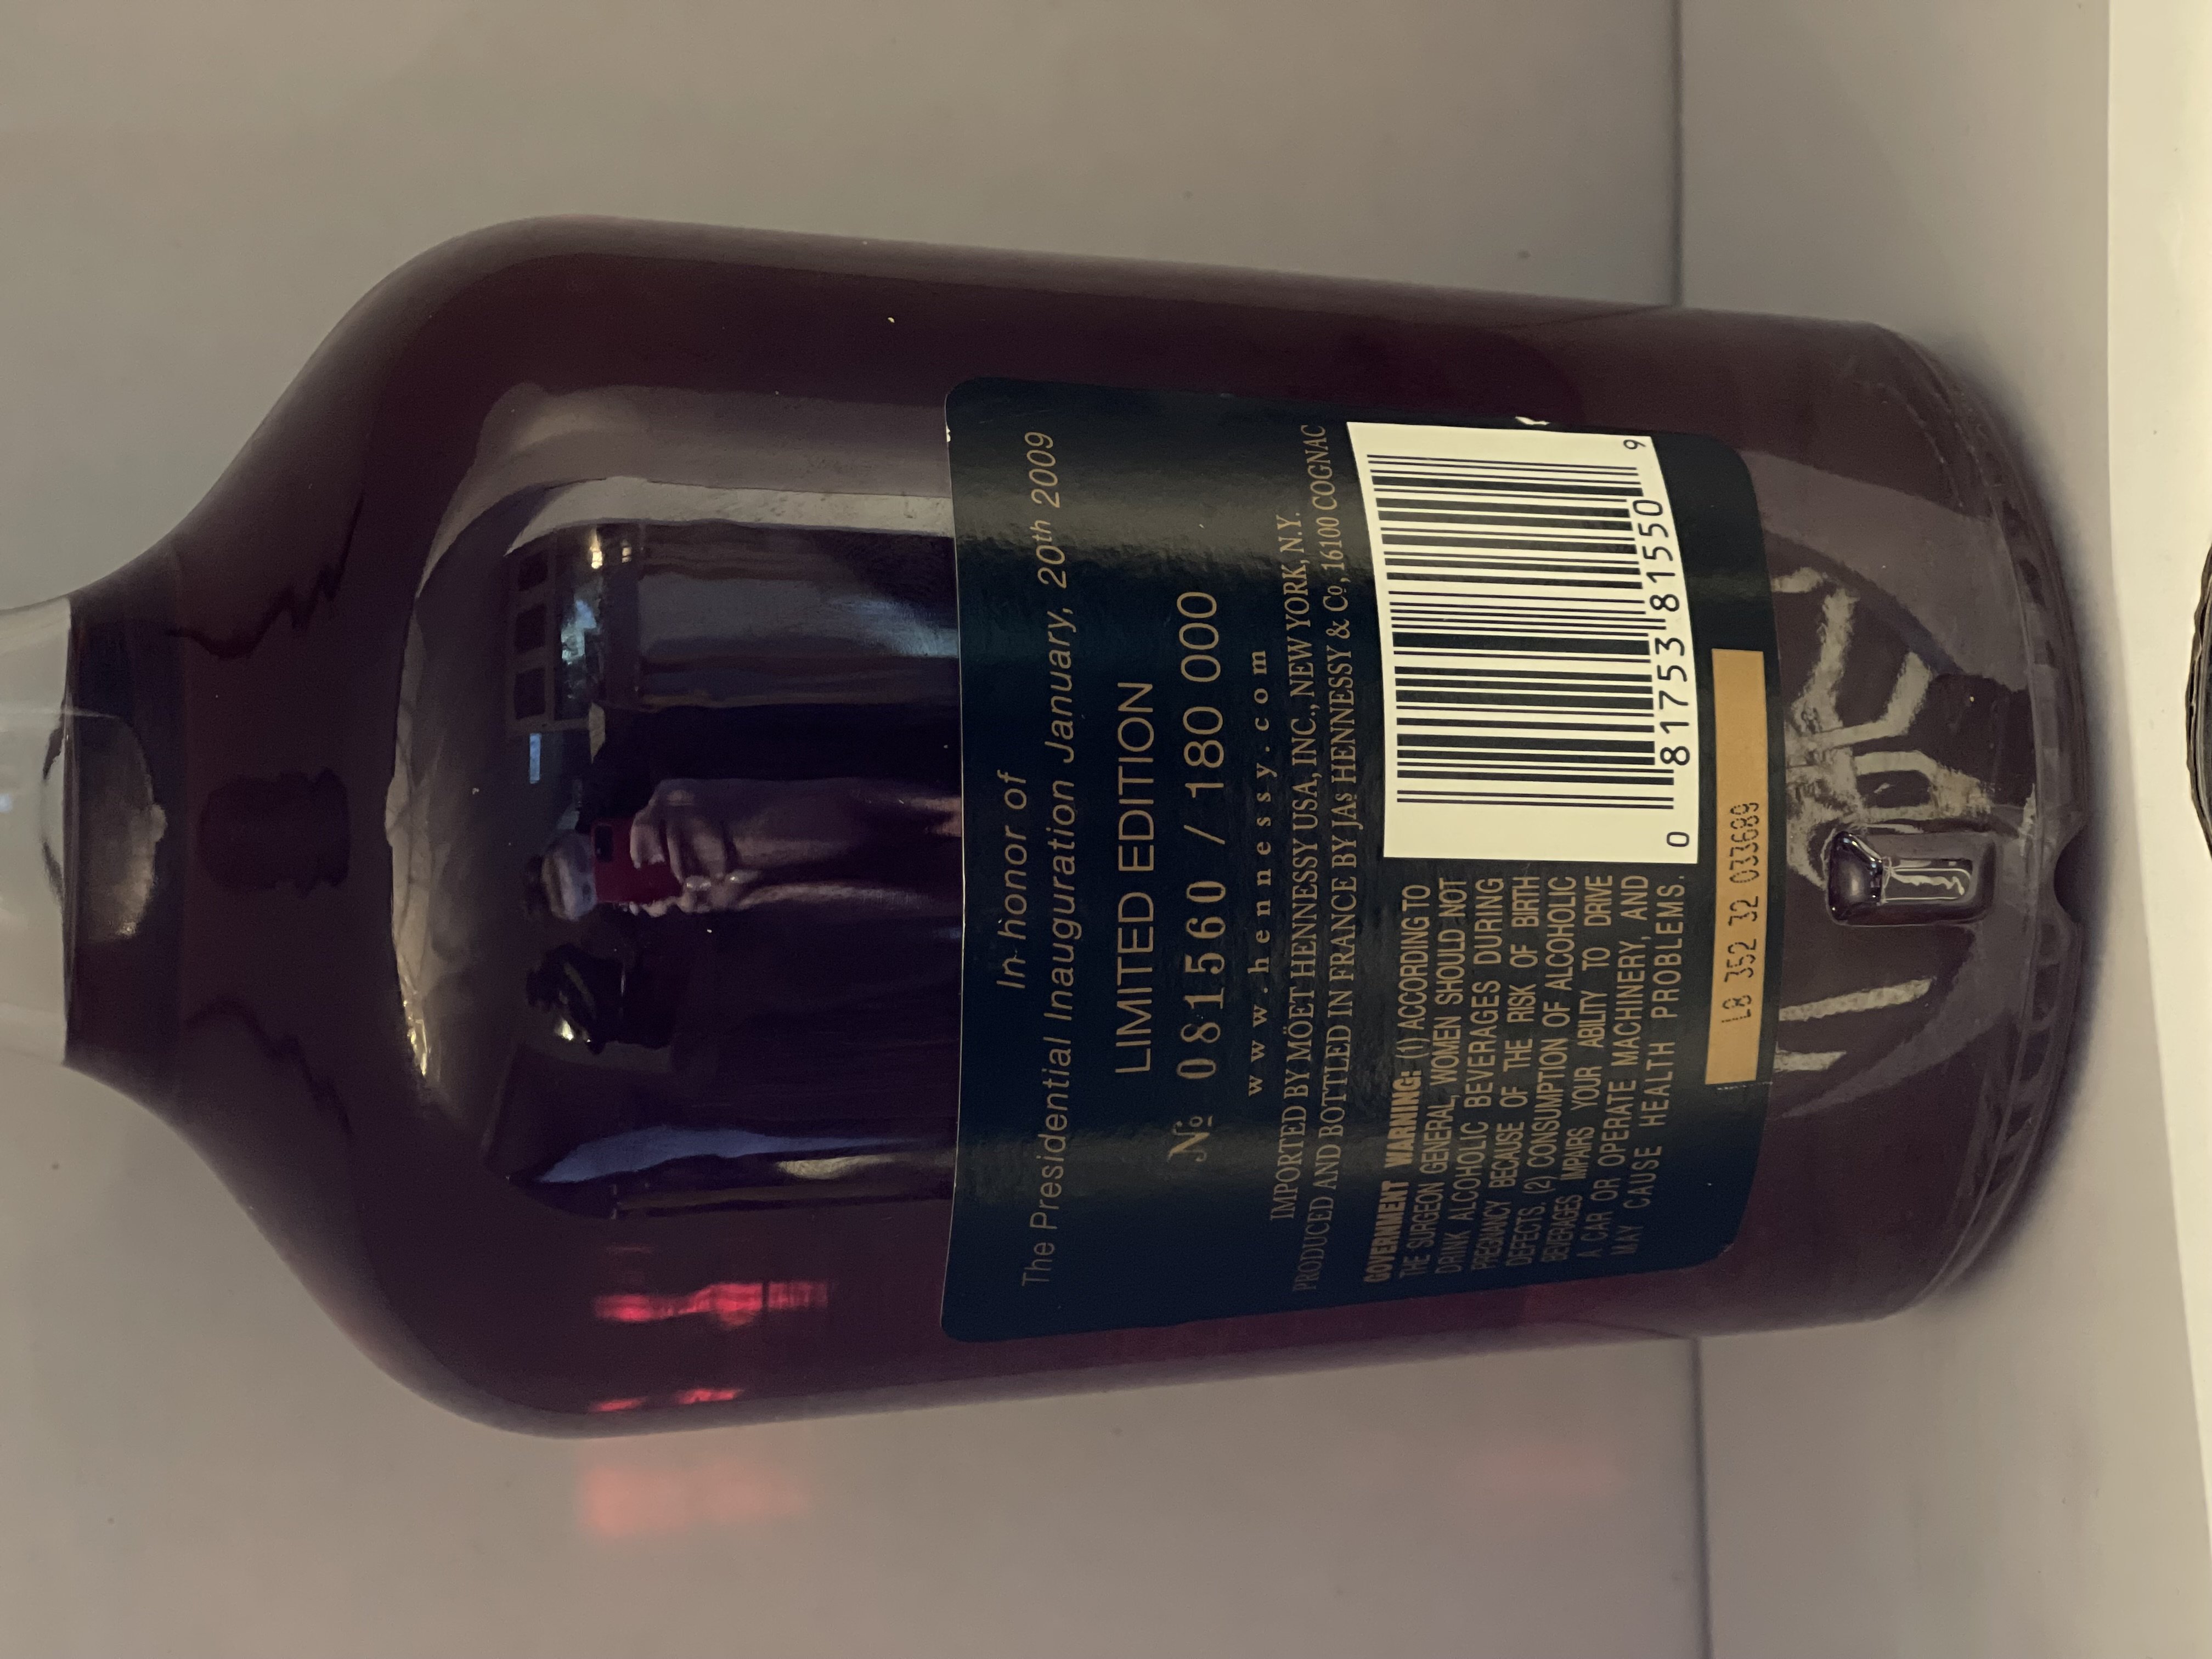 In honor of
The Presidential Inauguration January, 20th 2009
LIMITED EDITION
Nº 081560 / 180 000
www.hennessy.com
IMPORTED BY MÖET HENNESSY USA, INC., NEW YORK, N.Y.
PRODUCED AND BOTTLED IN FRANCE BY JAs HENNESSY & Cº, 16100 COGNAC
GOVERNMENT WARNING: (1) ACCORDING TO
THE SURGEON GENERAL, WOMEN SHOULD NOT
DRINK ALCOHOLIC BEVERAGES DURING
PREGNANCY BECAUSE OF THE RISK OF BIRTH
DEFECTS. (2) CONSUMPTION OF ALCOHOLIC
BEVERAGES IMPAIRS YOUR ABILITY TO DRIVE
A CAR OR OPERATE MACHINERY, AND
MAY CAUSE HEALTH PROBLEMS.
0 81753 81550 9
L8 352 32 033689